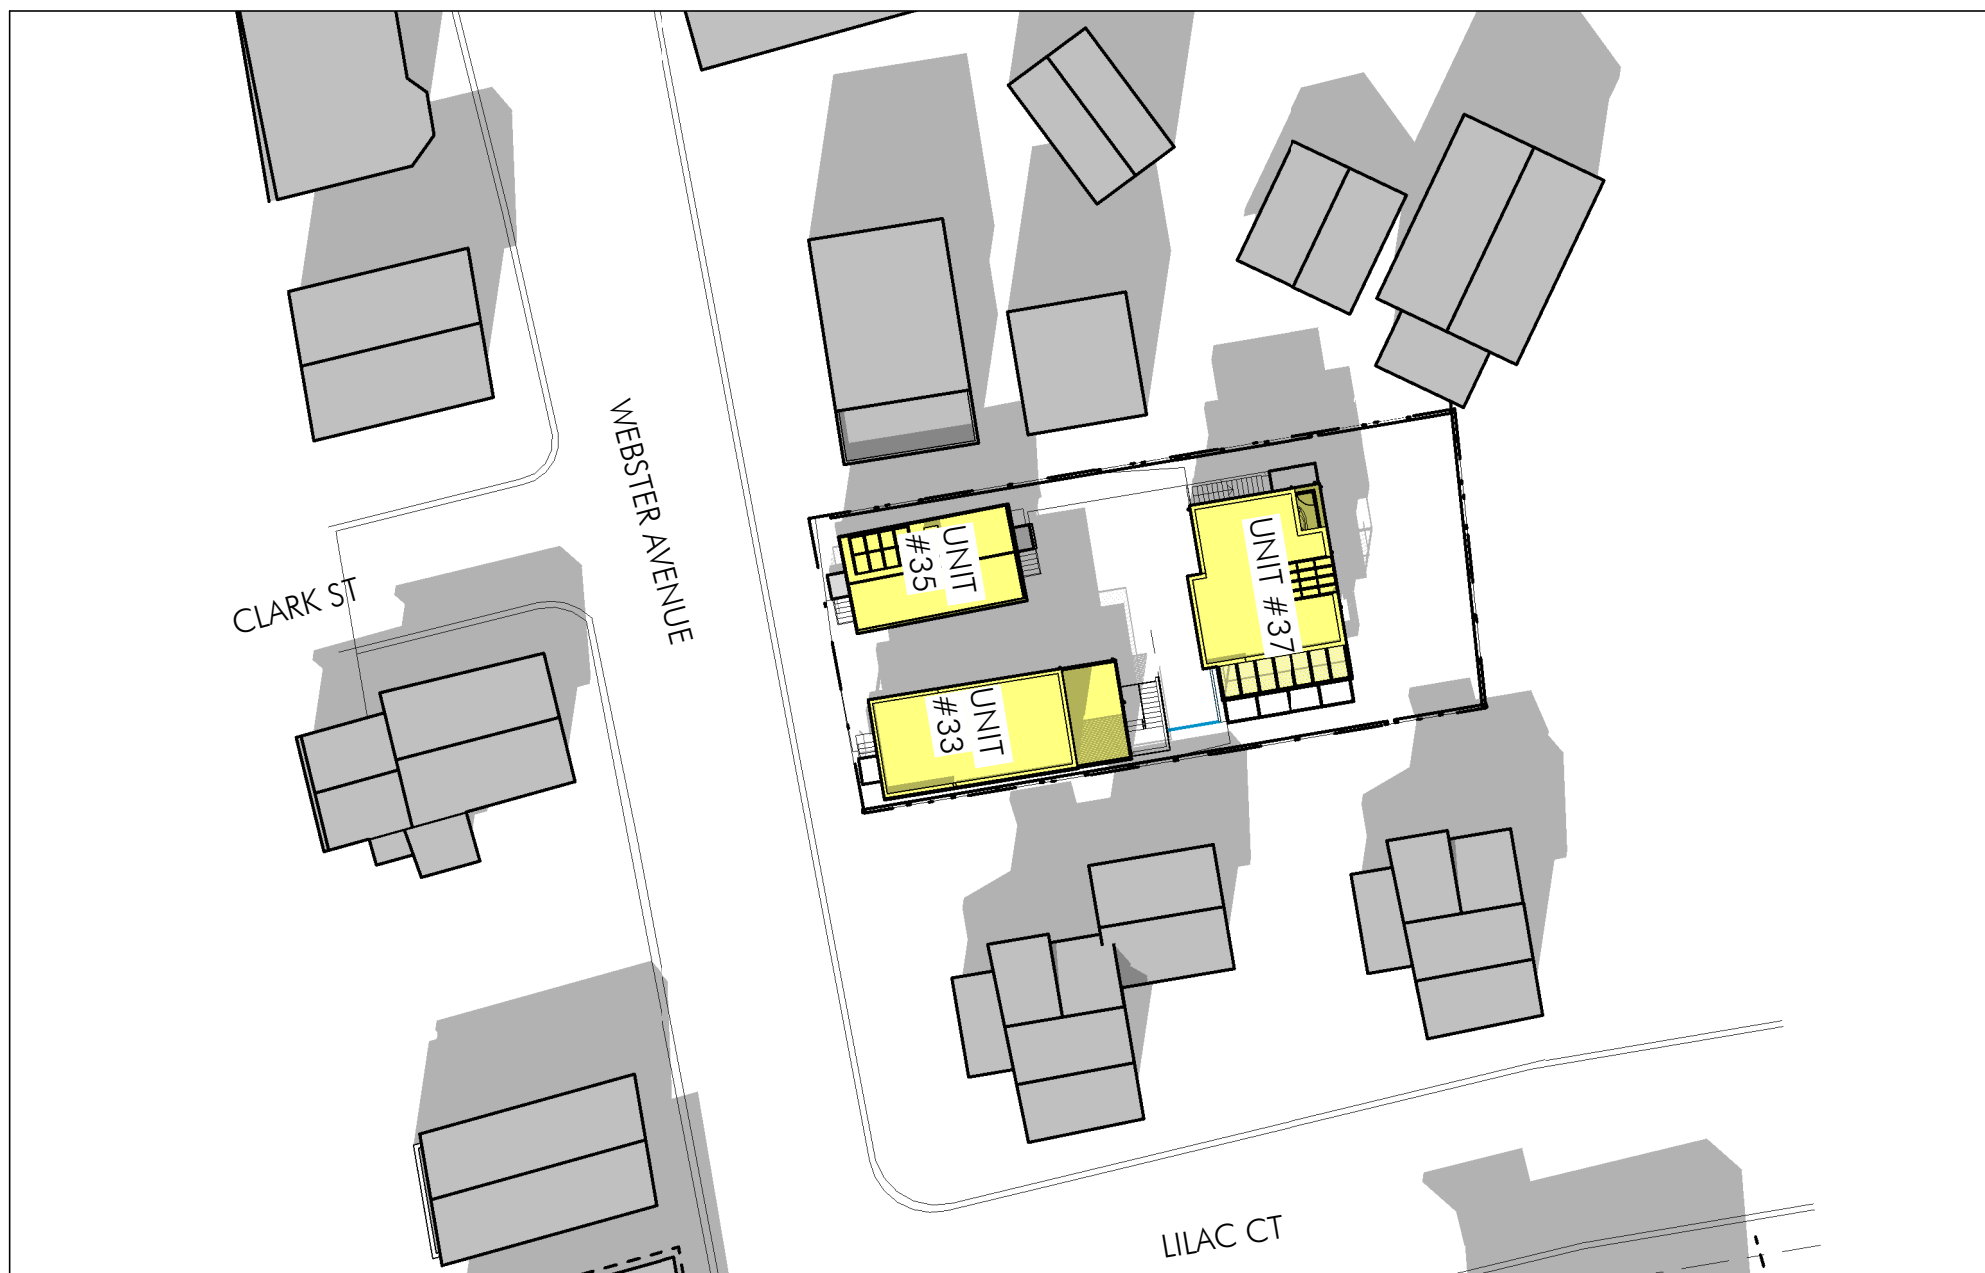 WEBSTER AVENUE
UNIT
#35
UNIT #37
CLARK ST
UNIT
#33
LILAC CT